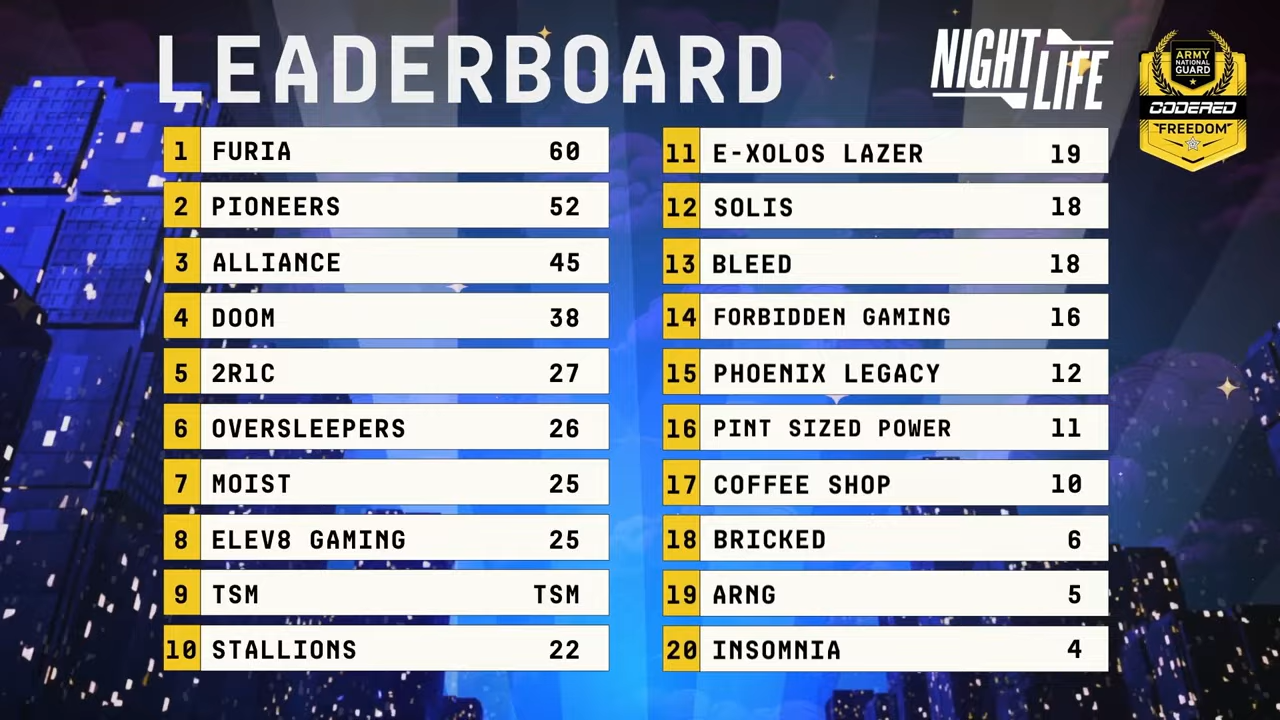 LEADERBOARD
NIGHT LIFE
ARMY
NATIONAL
GUARD
CODERED
FREEDOM
1 FURIA 60
2 PIONEERS 52
3 ALLIANCE 45
4 DOOM 38
5 2R1C 27
6 OVERSLEEPERS 26
7 MOIST 25
8 ELEV8 GAMING 25
9 TSM TSM
10 STALLIONS 22
11 E-XOLOS LAZER 19
12 SOLIS 18
13 BLEED 18
14 FORBIDDEN GAMING 16
15 PHOENIX LEGACY 12
16 PINT SIZED POWER 11
17 COFFEE SHOP 10
18 BRICKED 6
19 ARNG 5
20 INSOMNIA 4